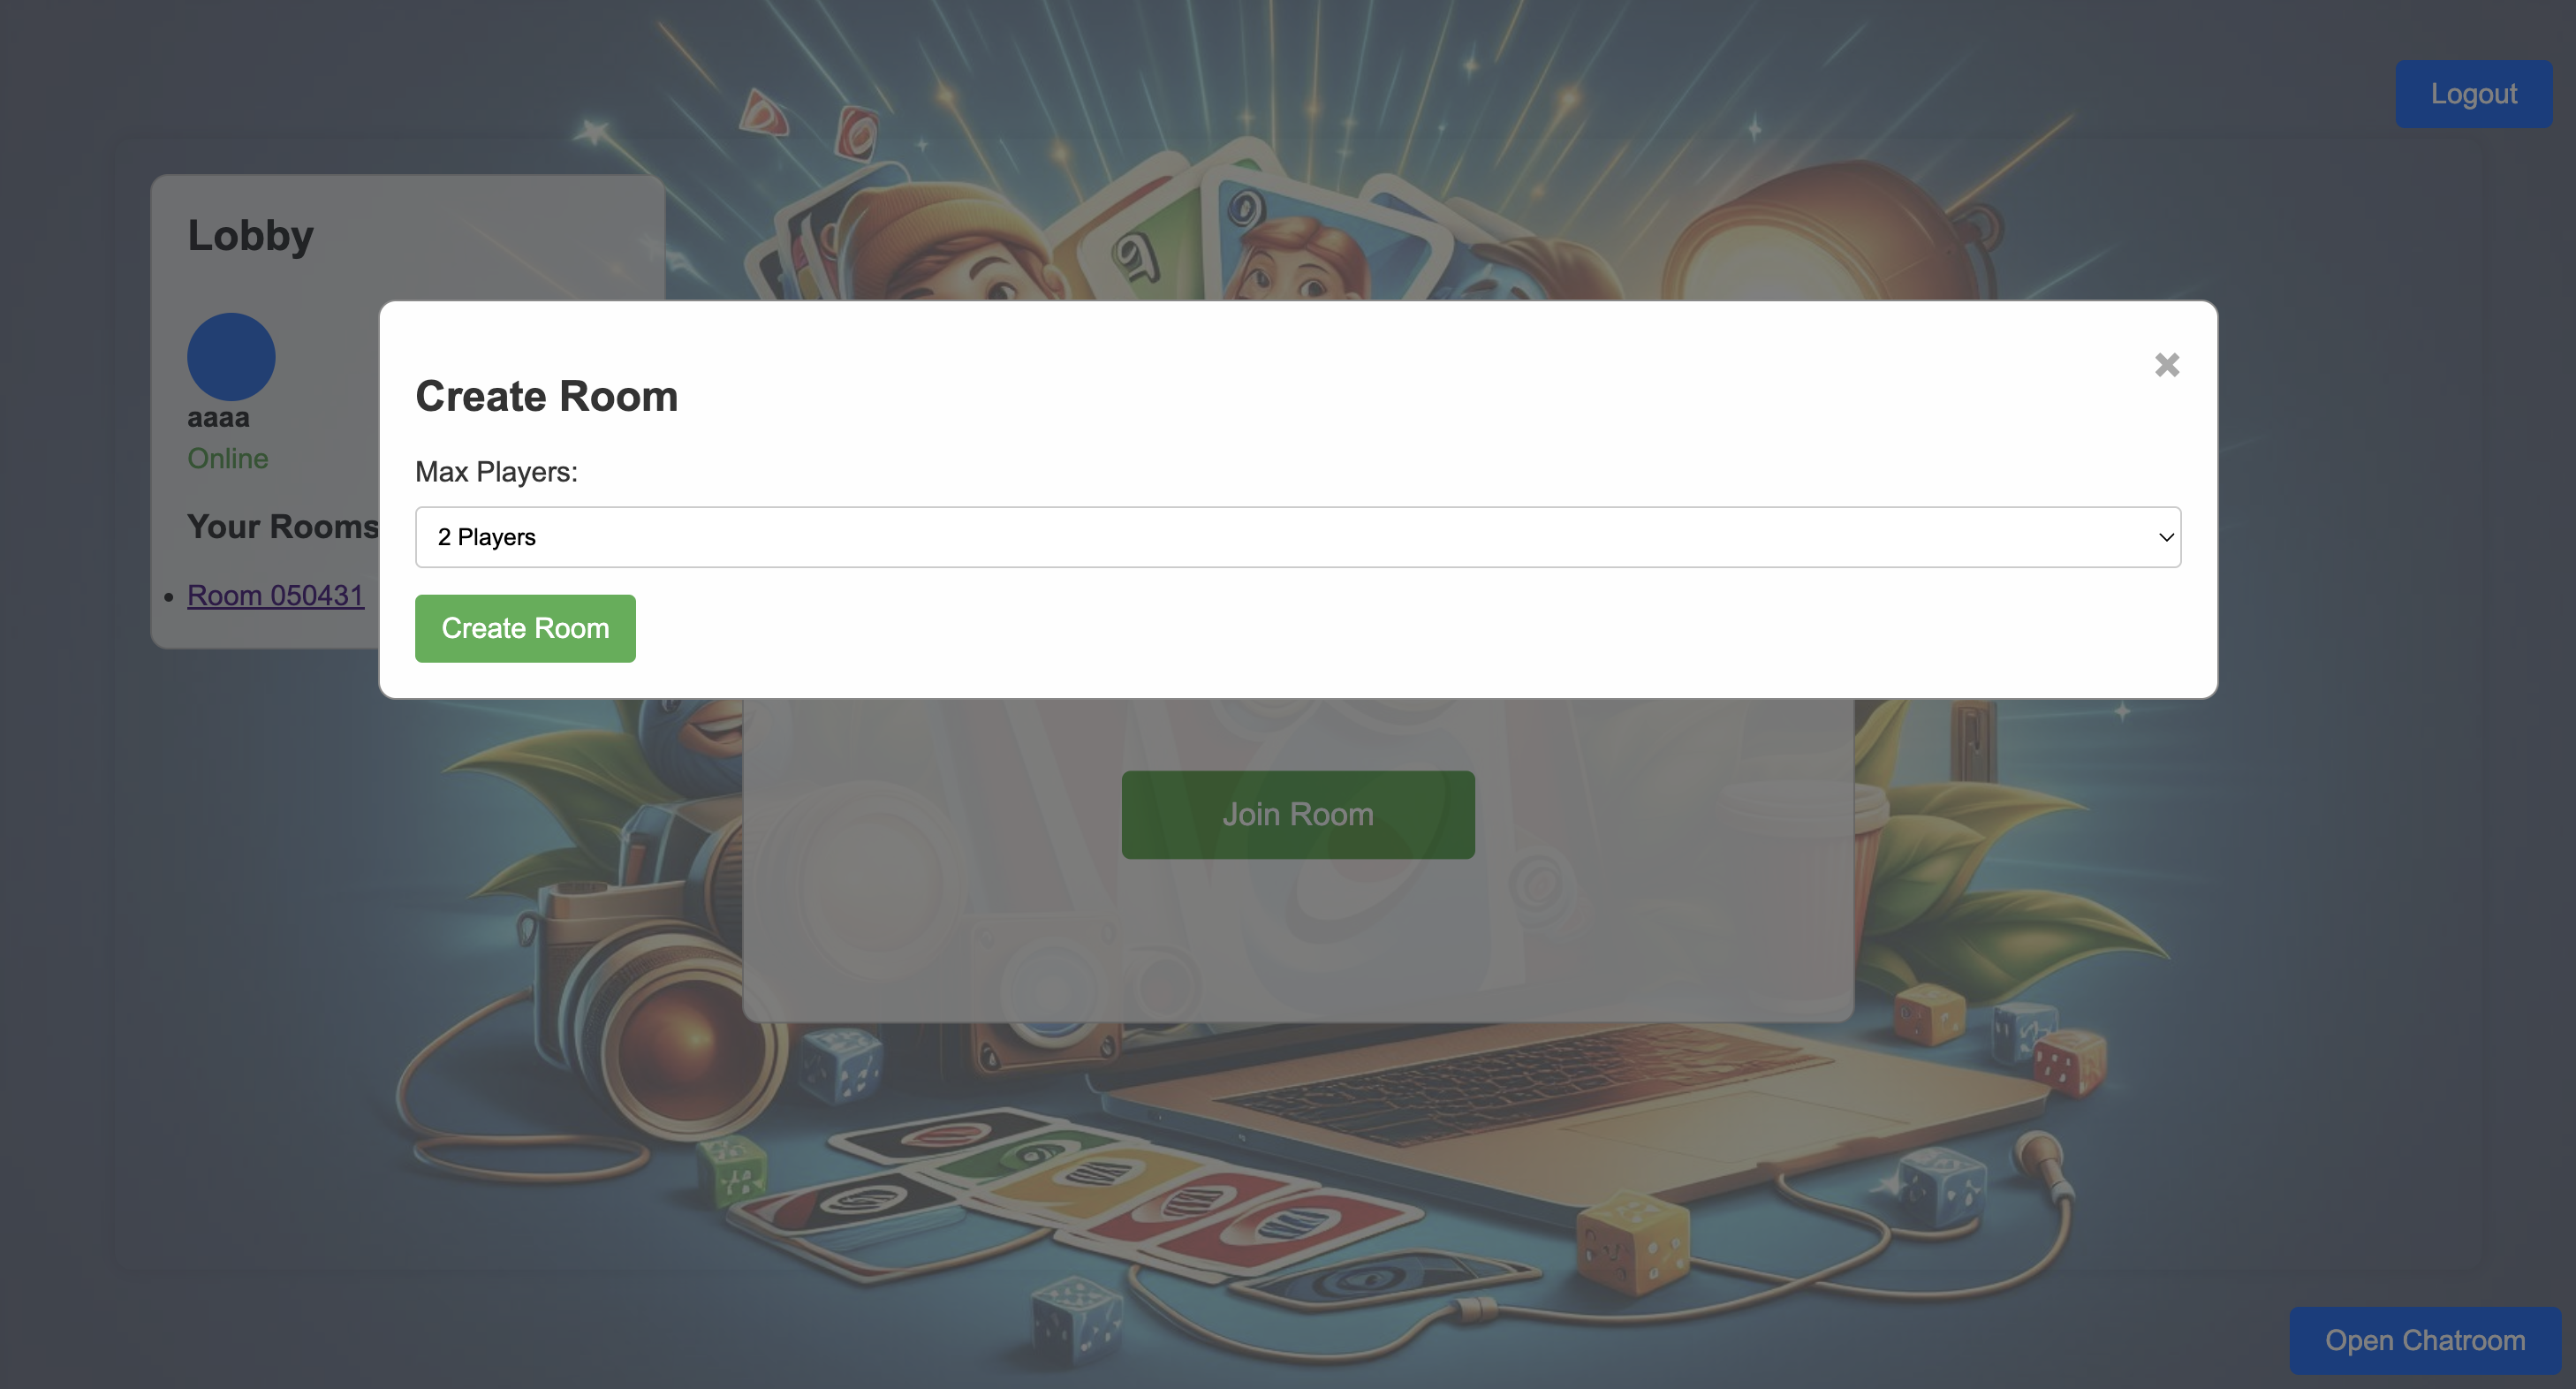 Logout
Lobby
aaaa
Online
Your Rooms
Room 050431
Create Room
Max Players:
2 Players
Create Room
Join Room
Open Chatroom